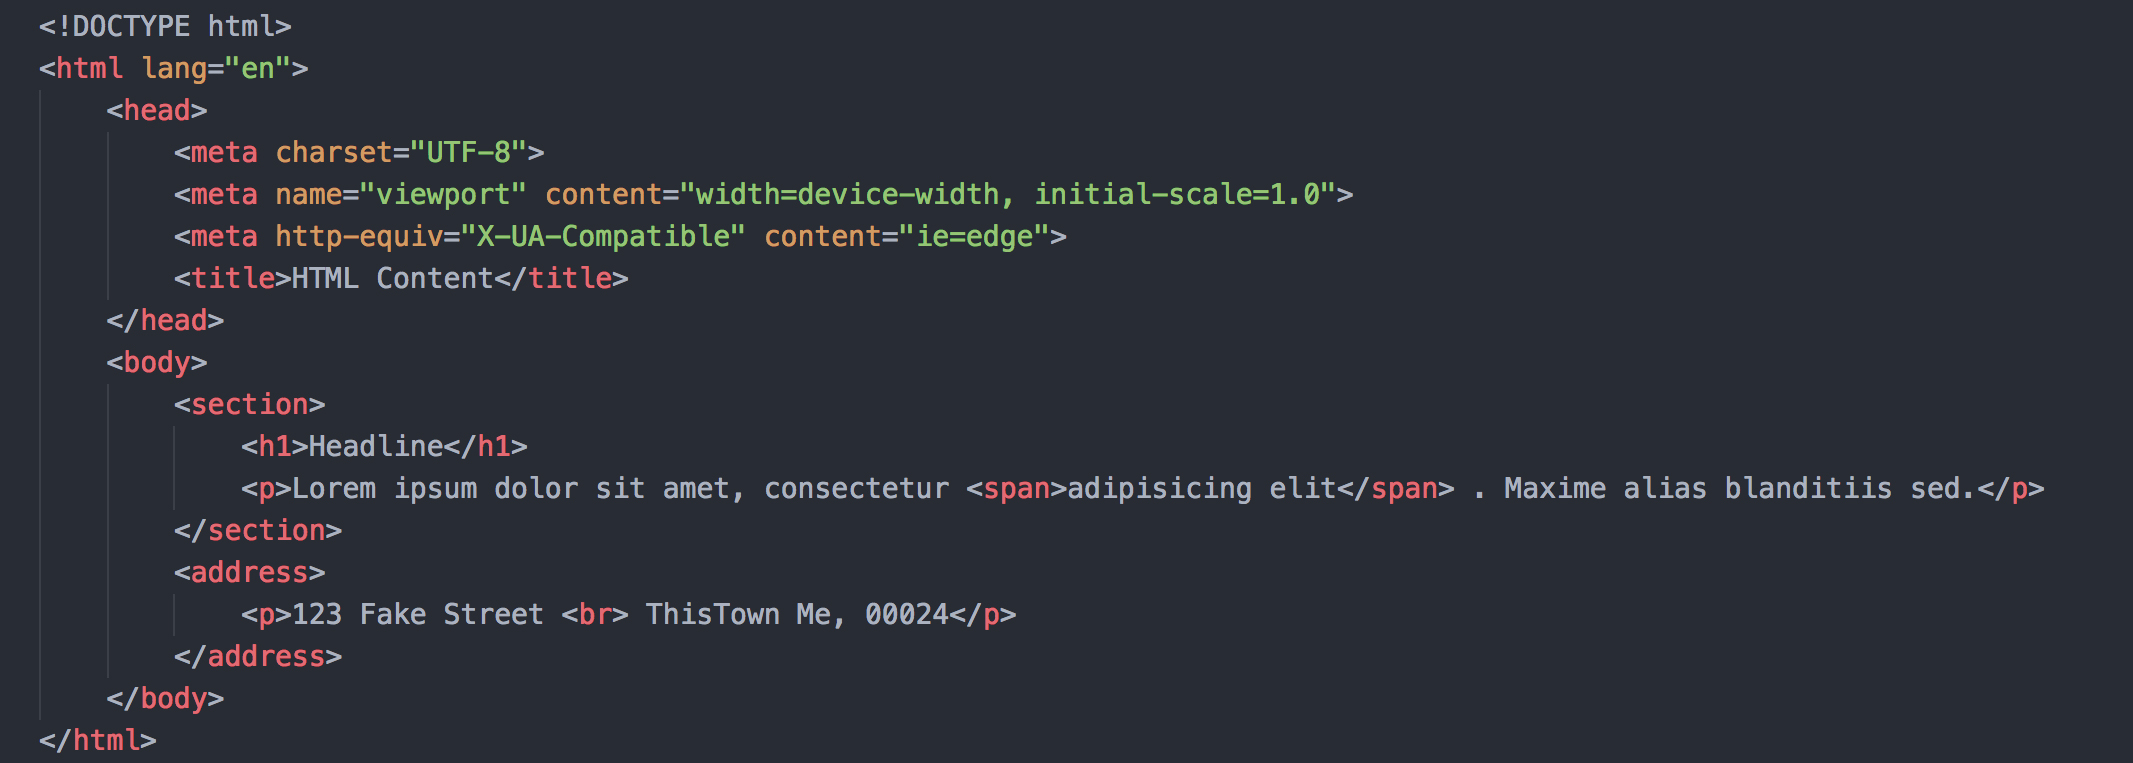 <!DOCTYPE html>
<html lang="en">
    <head>
        <meta charset="UTF-8">
        <meta name="viewport" content="width=device-width, initial-scale=1.0">
        <meta http-equiv="X-UA-Compatible" content="ie=edge">
        <title>HTML Content</title>
    </head>
    <body>
        <section>
            <h1>Headline</h1>
            <p>Lorem ipsum dolor sit amet, consectetur <span>adipisicing elit</span> . Maxime alias blanditiis sed.</p>
        </section>
        <address>
            <p>123 Fake Street <br> ThisTown Me, 00024</p>
        </address>
    </body>
</html>